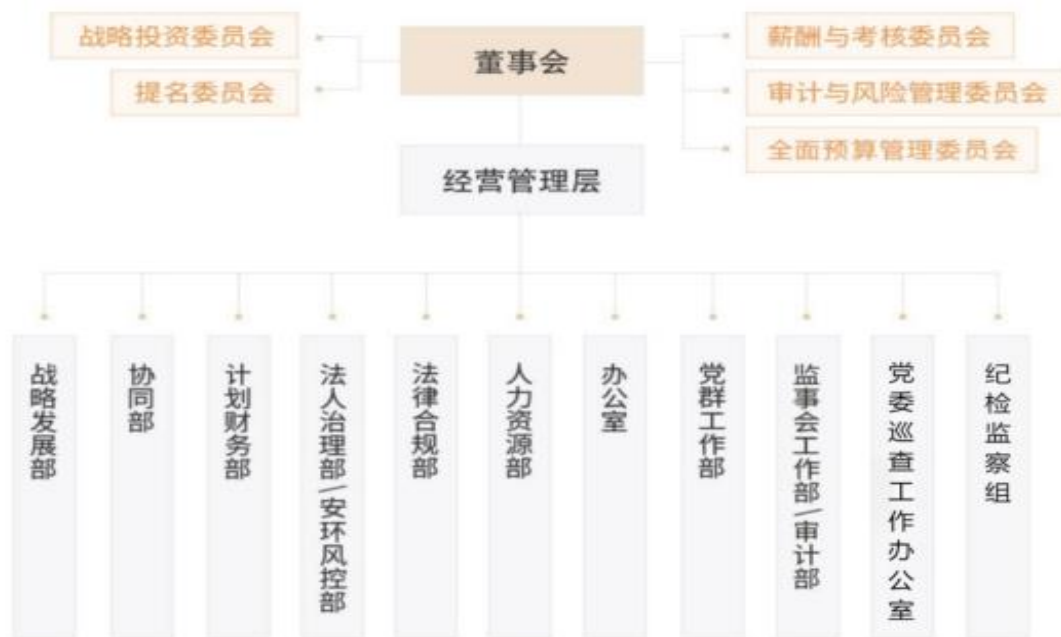 战略投资委员会
提名委员会
董事会
薪酬与考核委员会
审计与风险管理委员会
全面预算管理委员会
经营管理层
战略发展部
协同部
计划财务部
法人治理部/安环风控部
法律合规部
人力资源部
办公室
党群工作部
监事会工作部/审计部
党委巡查工作办公室
纪检监察组